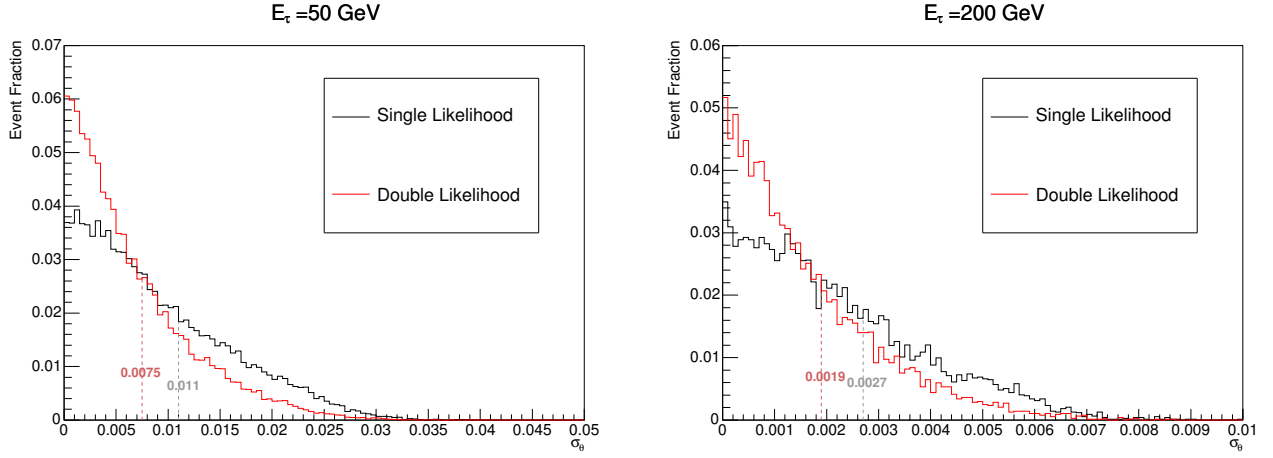 E_τ =50 GeV
Event Fraction
0.07
0.06
0.05
0.04
0.03
0.02
0.01
0
Single Likelihood
Double Likelihood
0.0075
0.011
0 0.005 0.01 0.015 0.02 0.025 0.03 0.035 0.04 0.045 0.05
σ_θ
E_τ =200 GeV
Event Fraction
0.06
0.05
0.04
0.03
0.02
0.01
0
Single Likelihood
Double Likelihood
0.0019
0.0027
0 0.001 0.002 0.003 0.004 0.005 0.006 0.007 0.008 0.009 0.01
σ_θ